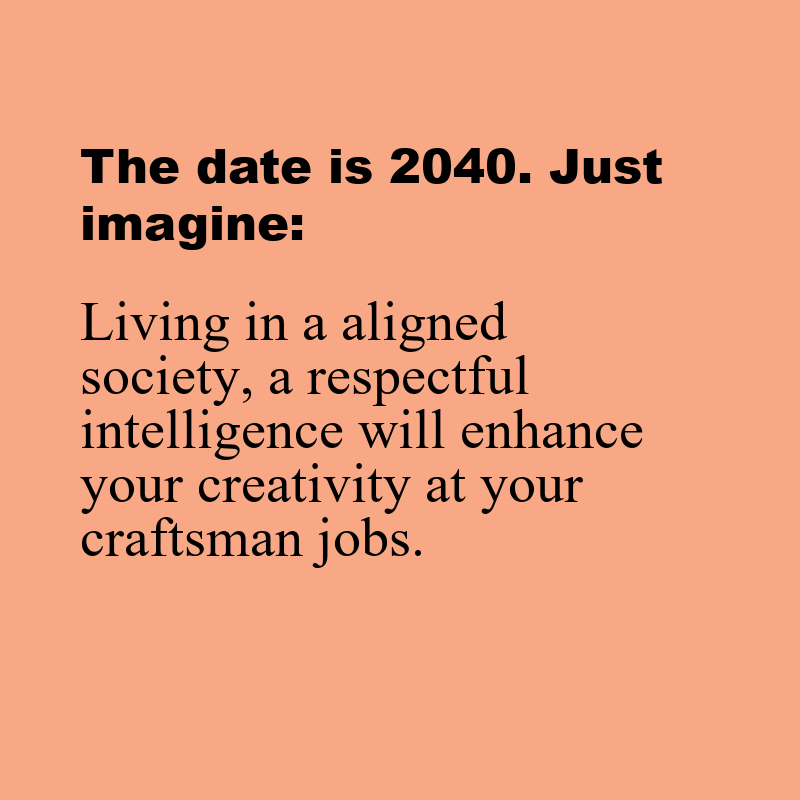 The date is 2040. Just
imagine:
Living in a aligned
society, a respectful
intelligence will enhance
your creativity at your
craftsman jobs.